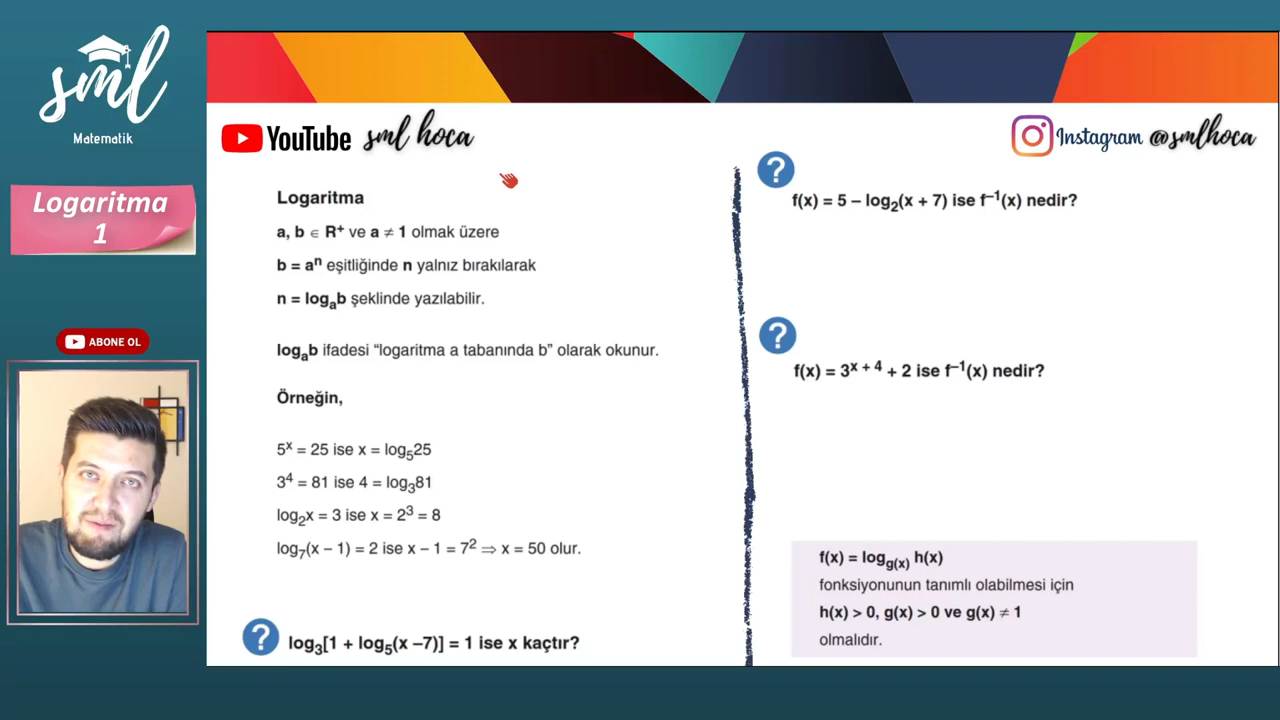 sml
Matematik
Logaritma
1
ABONE OL
YouTube sml hoca
Instagram @smlhoca
Logaritma
a, b ∈ R⁺ ve a ≠ 1 olmak üzere
b = aⁿ eşitliğinde n yalnız bırakılarak
n = logₐb şeklinde yazılabilir.
logₐb ifadesi “logaritma a tabanında b” olarak okunur.
Örneğin,
5ˣ = 25 ise x = log₅25
3⁴ = 81 ise 4 = log₃81
log₂x = 3 ise x = 2³ = 8
log₇(x – 1) = 2 ise x – 1 = 7² ⇒ x = 50 olur.
? log₃[1 + log₅(x –7)] = 1 ise x kaçtır?
?
f(x) = 5 – log₂(x + 7) ise f⁻¹(x) nedir?
?
f(x) = 3ˣ ⁺ ⁴ + 2 ise f⁻¹(x) nedir?
f(x) = log_g(x) h(x)
fonksiyonunun tanımlı olabilmesi için
h(x) > 0, g(x) > 0 ve g(x) ≠ 1
olmalıdır.